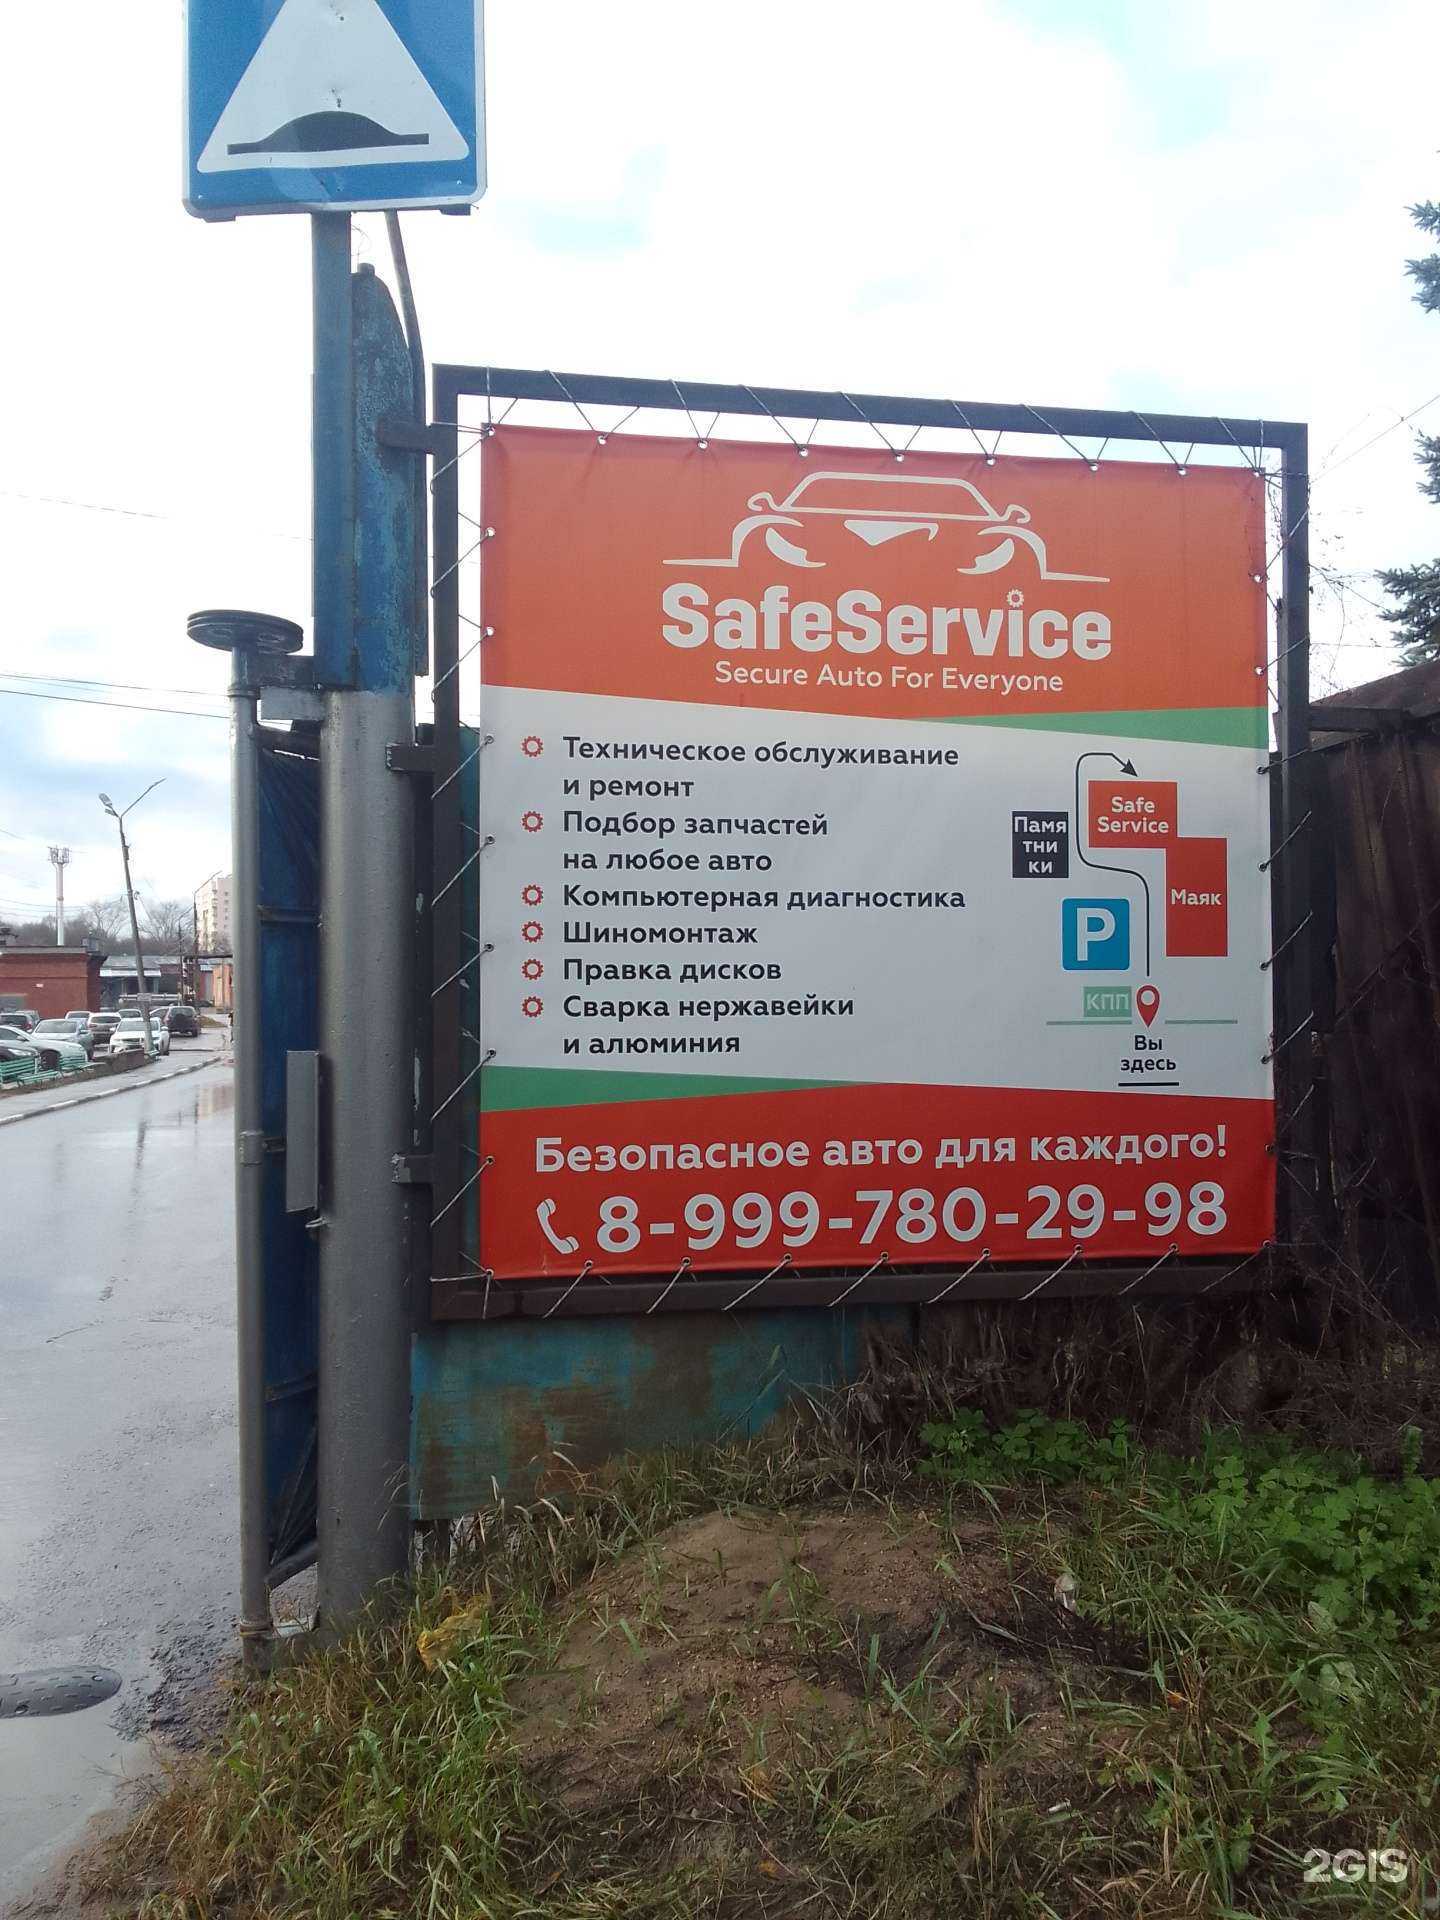 SafeService
Secure Auto For Everyone
Техническое обслуживание
и ремонт
Подбор запчастей
на любое авто
Компьютерная диагностика
Шиномонтаж
Правка дисков
Сварка нержавейки
и алюминия
Safe
Service
Памя
тни
ки
Маяк
P
КПП
Вы
здесь
Безопасное авто для каждого!
8-999-780-29-98
2GIS